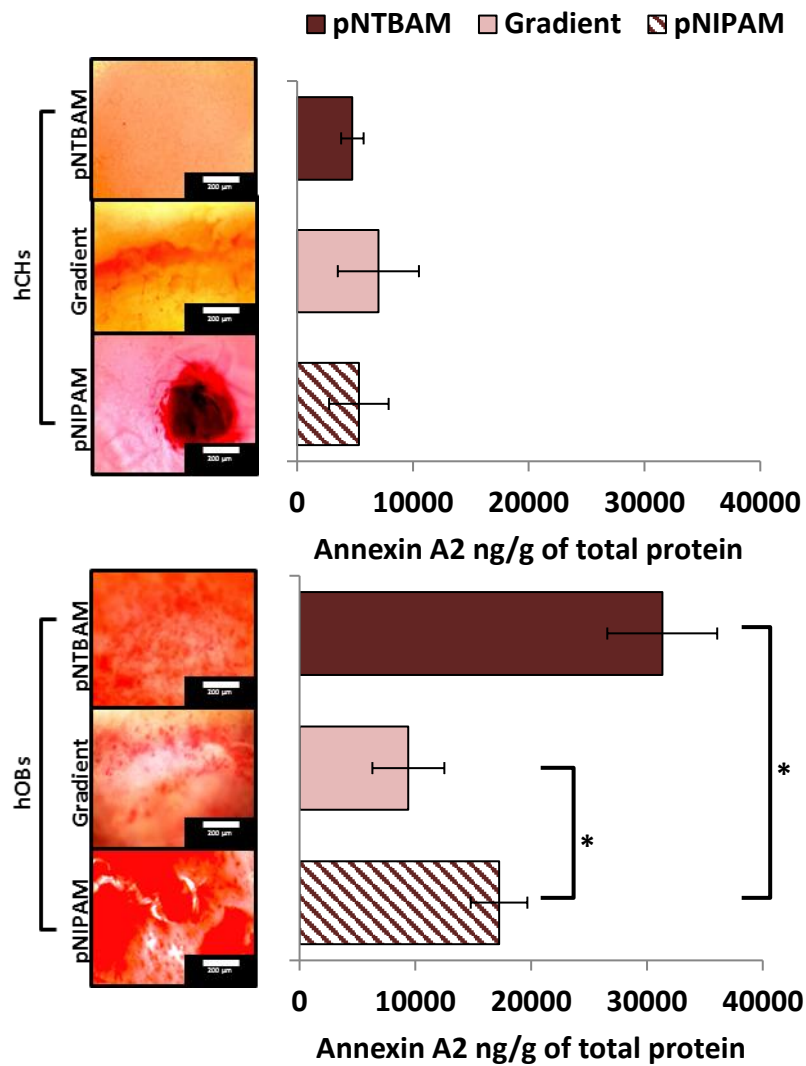 pNTBAM Gradient pNIPAM
hCHs
pNTBAM
200 µm
Gradient
200 µm
pNIPAM
200 µm
0 10000 20000 30000 40000
Annexin A2 ng/g of total protein
hOBs
pNTBAM
200 µm
Gradient
200 µm
pNIPAM
200 µm
*
*
0 10000 20000 30000 40000
Annexin A2 ng/g of total protein